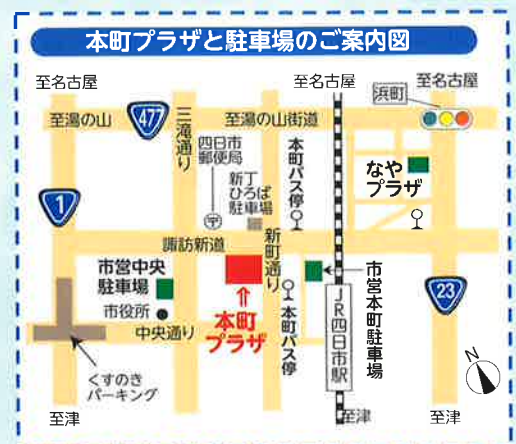 本町プラザと駐車場のご案内図
至名古屋
至名古屋
至名古屋
浜町
至湯の山
477
三滝通り
至湯の山街道
四日市
郵便局
本町バス停
なや
プラザ
新丁
ひろば
駐車場
1
〒
諏訪新道
新町通り
市営中央
駐車場
市営本町駐車場
23
市役所
本町
プラザ
本町バス停
JR四日市駅
中央通り
くすのき
パーキング
N
至津
至津
至津